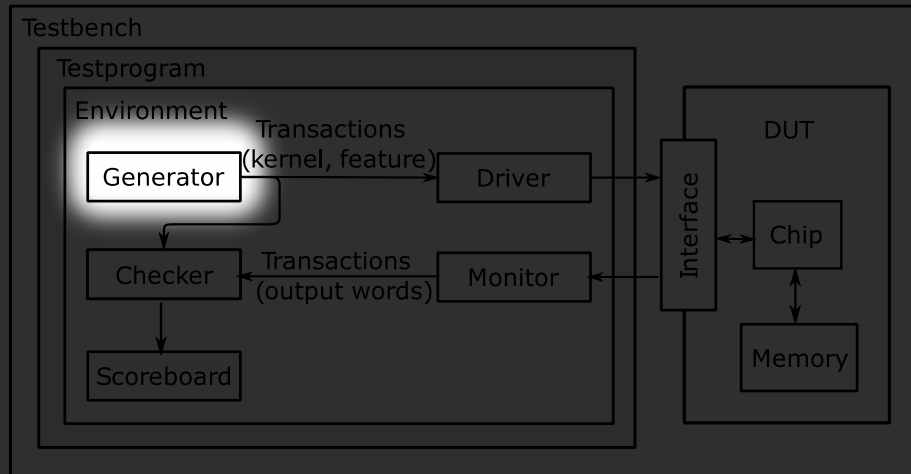 Testbench
Testprogram
Environment
Transactions
(kernel, feature)
Generator
Driver
Interface
DUT
Chip
Memory
Checker
Transactions
(output words)
Monitor
Scoreboard